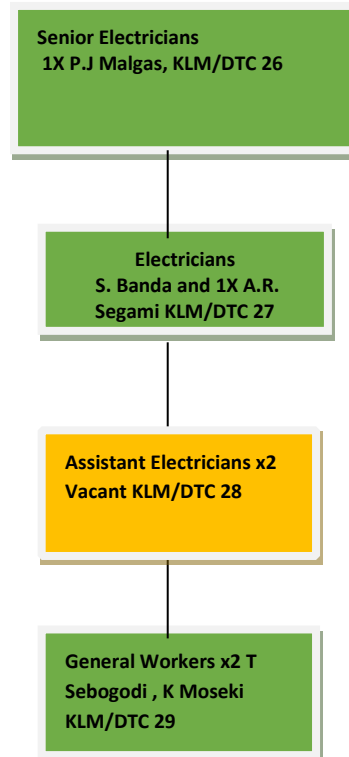 Senior Electricians
1X P.J Malgas, KLM/DTC 26
Electricians
S. Banda and 1X A.R.
Segami KLM/DTC 27
Assistant Electricians x2
Vacant KLM/DTC 28
General Workers x2 T
Sebogodi , K Moseki
KLM/DTC 29